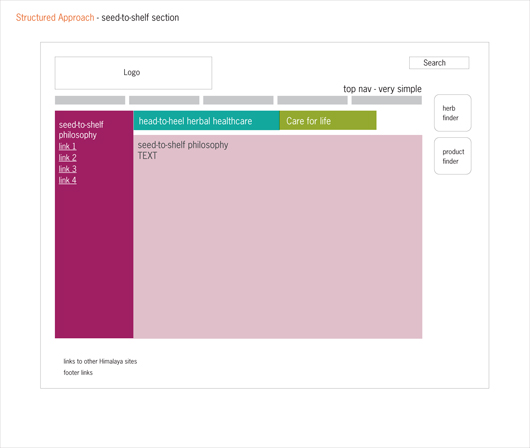 Structured Approach - seed-to-shelf section
Logo
Search
top nav - very simple
herb
finder
product
finder
seed-to-shelf
philosophy
link 1
link 2
link 3
link 4
head-to-heel herbal healthcare
Care for life
seed-to-shelf philosophy
TEXT
links to other Himalaya sites
footer links